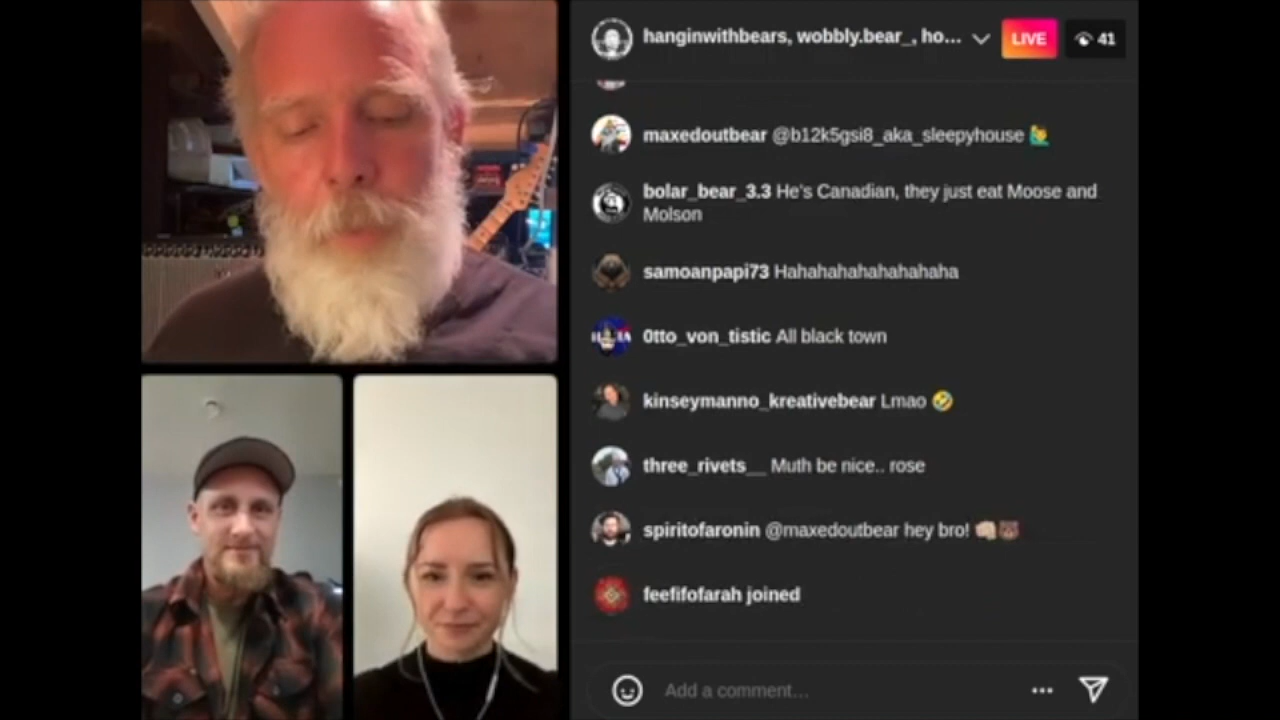 hanginwithbears, wobbly.bear_, ho...
LIVE
41
maxedoutbear @b12k5gsi8_aka_sleepyhouse
bolar_bear_3.3 He's Canadian, they just eat Moose and
Molson
samoanpapi73 Hahahahahahahahaha
0tto_von_tistic All black town
kinseymanno_kreativebear Lmao 🤣
three_rivets__ Muth be nice.. rose
spiritofaronin @maxedoutbear hey bro! 👊🏼🐻
feefifofarah joined
Add a comment...